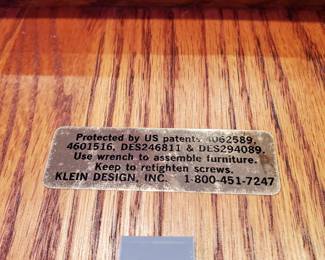 Protected by US patents 4062589,
4601516, DES246811 & DES294089.
Use wrench to assemble furniture.
Keep to retighten screws.
KLEIN DESIGN, INC. 1-800-451-7247